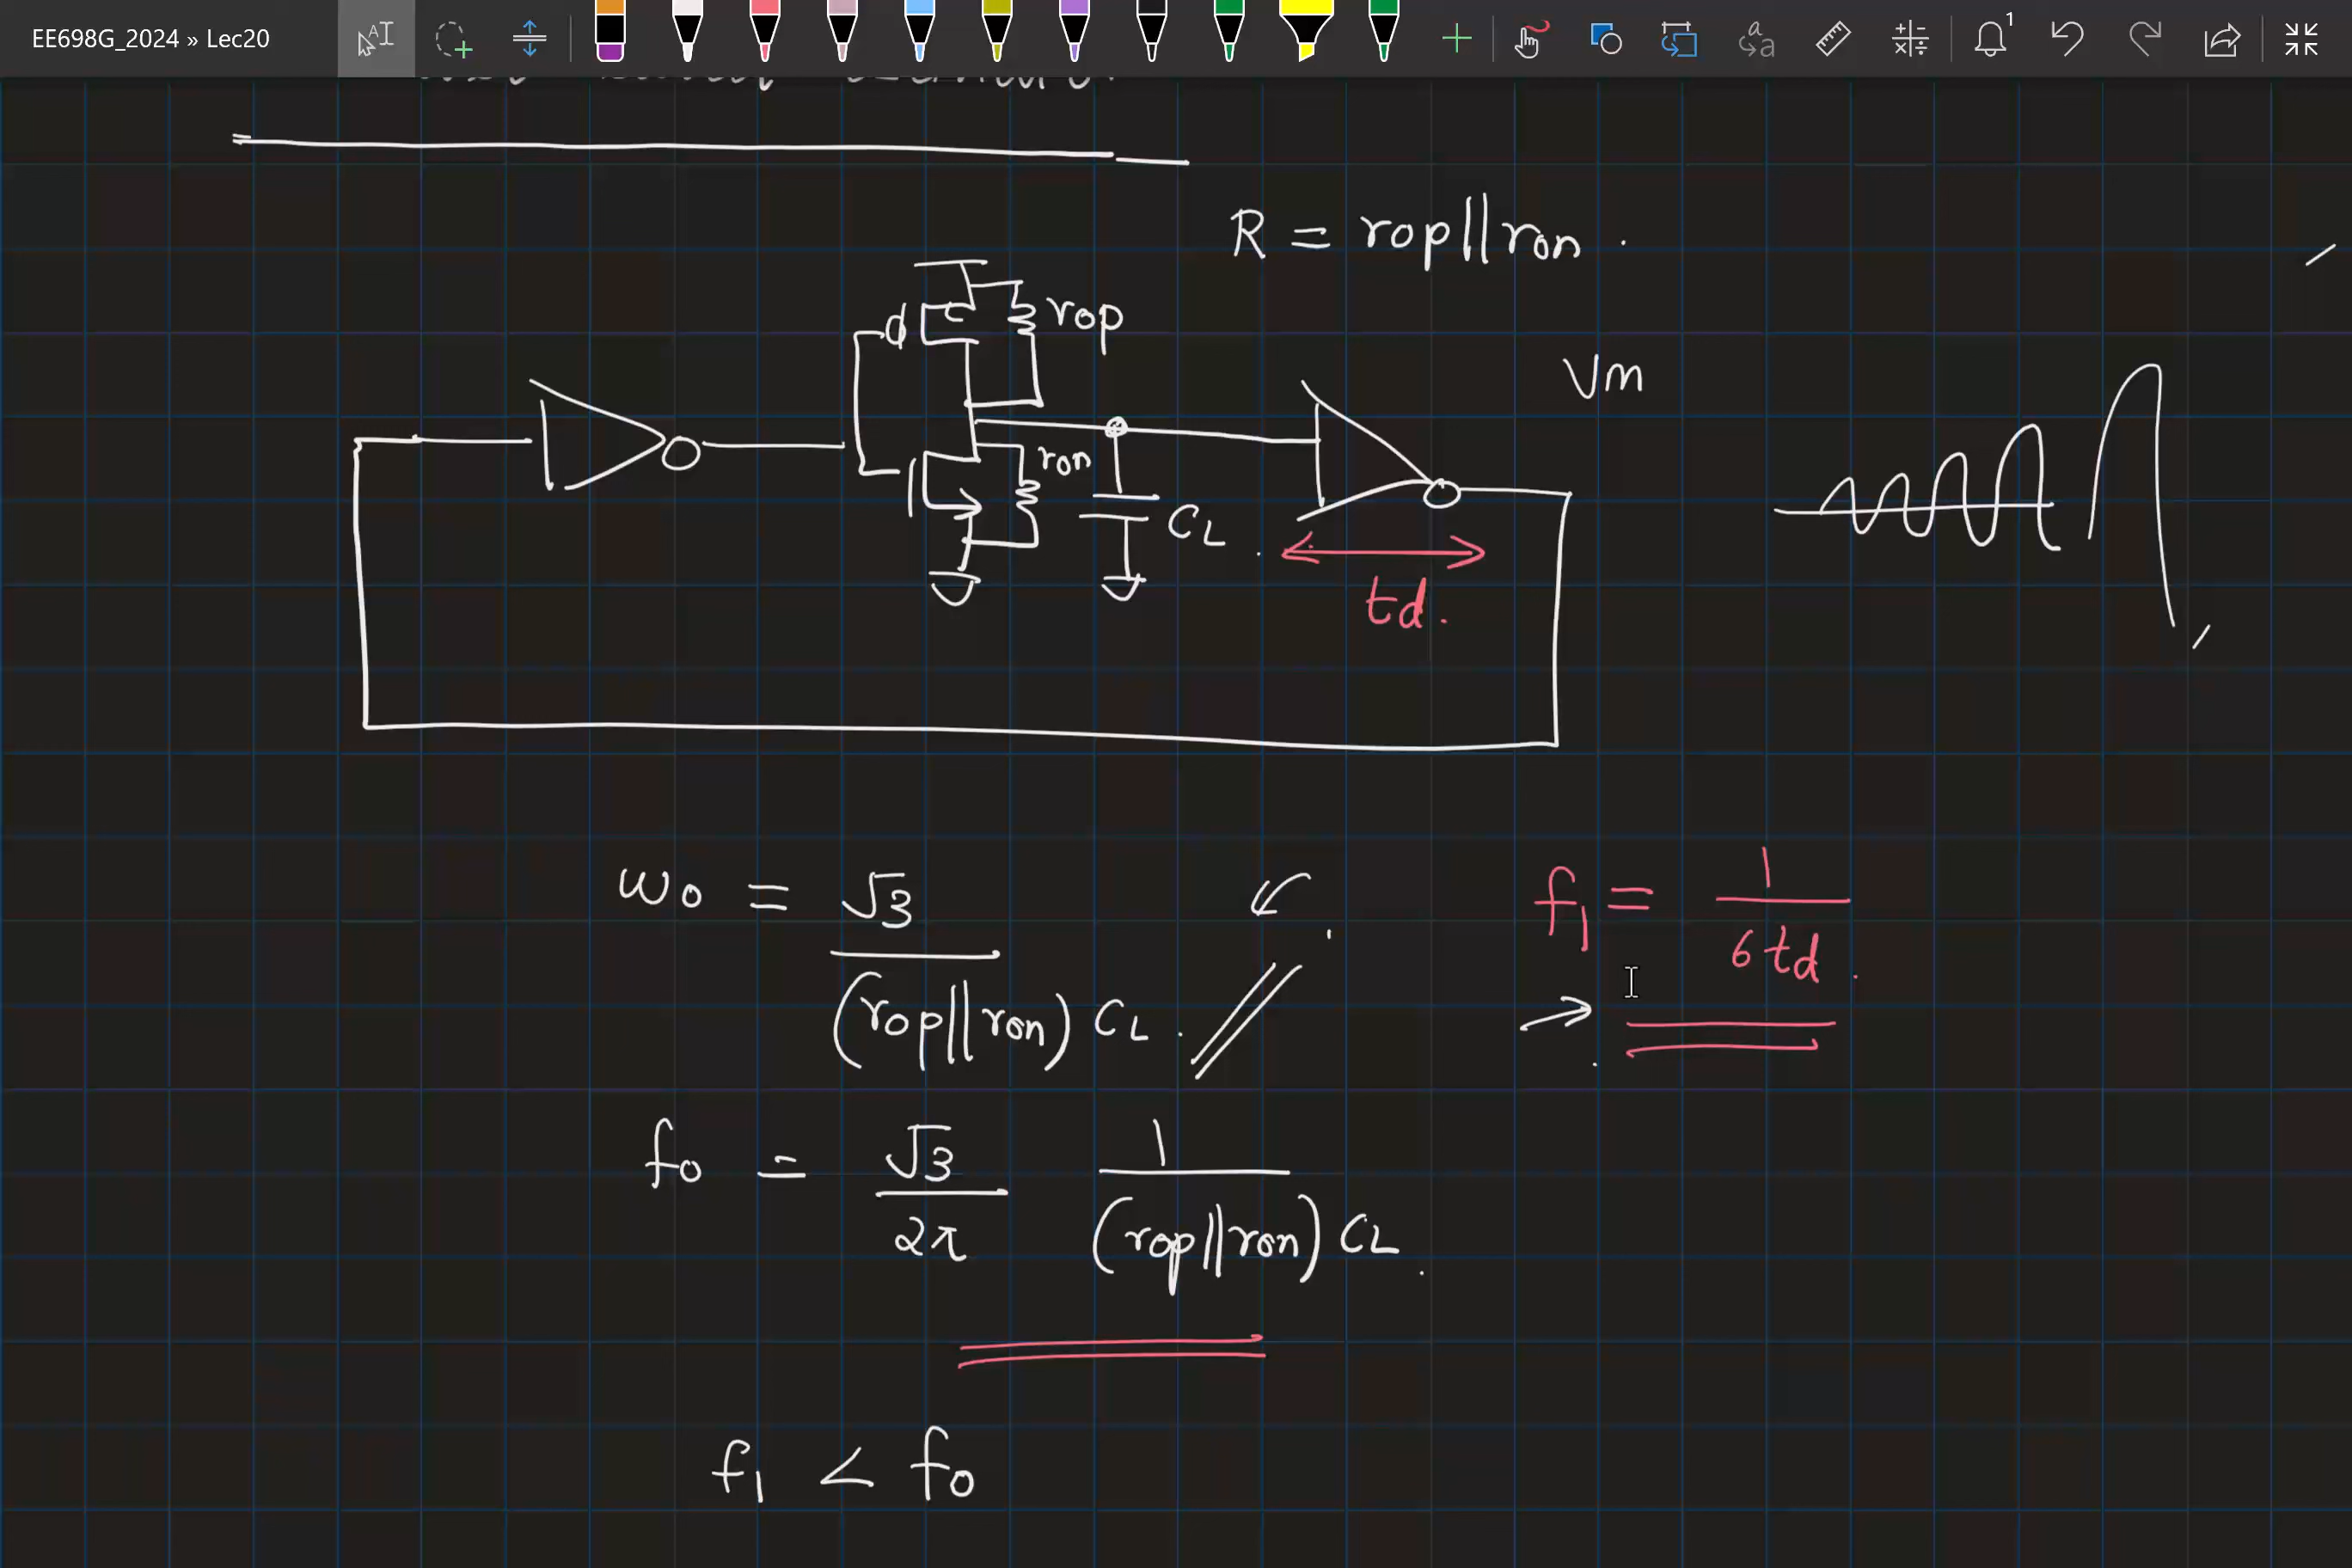 EE698G_2024 » Lec20
1
R = rop||ron .
rop
Vm
ron
CL
td.
ω0 = √3 / (rop||ron) CL .
f1 = 1 / 6td .
f0 = √3 / 2π 1 / (rop||ron) CL .
f1 < f0